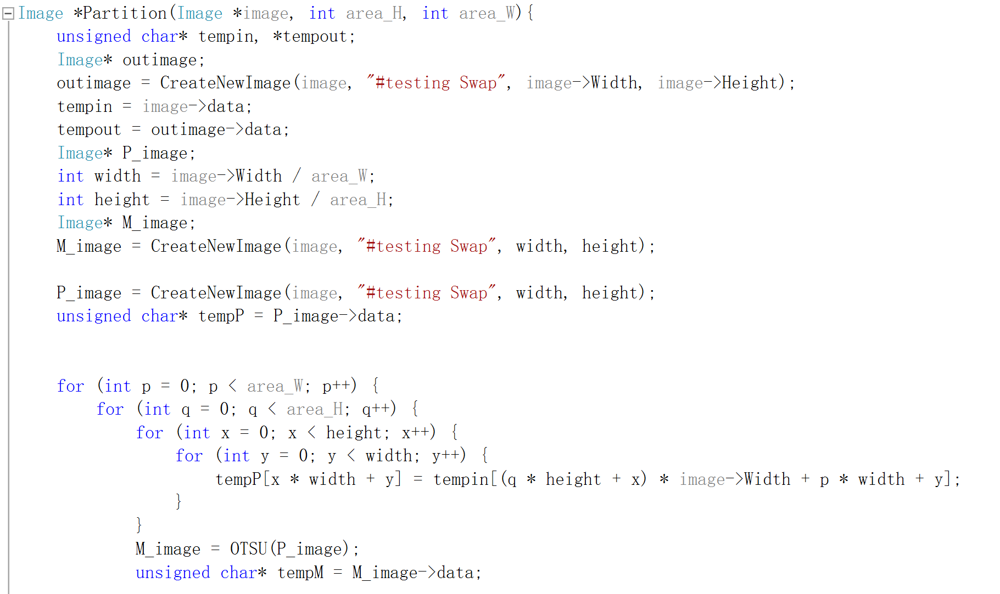 Image *Partition(Image *image, int area_H, int area_W){
unsigned char* tempin, *tempout;
Image* outimage;
outimage = CreateNewImage(image, "#testing Swap", image->Width, image->Height);
tempin = image->data;
tempout = outimage->data;
Image* P_image;
int width = image->Width / area_W;
int height = image->Height / area_H;
Image* M_image;
M_image = CreateNewImage(image, "#testing Swap", width, height);
P_image = CreateNewImage(image, "#testing Swap", width, height);
unsigned char* tempP = P_image->data;
for (int p = 0; p < area_W; p++) {
for (int q = 0; q < area_H; q++) {
for (int x = 0; x < height; x++) {
for (int y = 0; y < width; y++) {
tempP[x * width + y] = tempin[(q * height + x) * image->Width + p * width + y];
}
}
M_image = OTSU(P_image);
unsigned char* tempM = M_image->data;